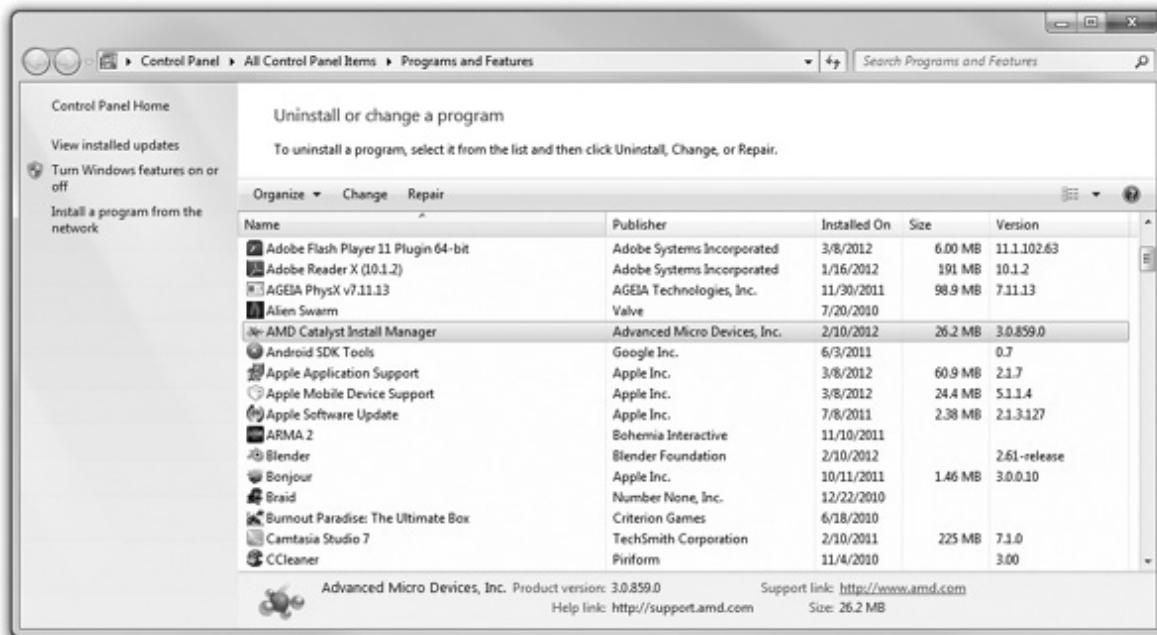 Control Panel ▸ All Control Panel Items ▸ Programs and Features
Search Programs and Features
Control Panel Home
View installed updates
Turn Windows features on or
off
Install a program from the
network
Uninstall or change a program
To uninstall a program, select it from the list and then click Uninstall, Change, or Repair.
Organize Change Repair
Name Publisher Installed On Size Version
Adobe Flash Player 11 Plugin 64-bit Adobe Systems Incorporated 3/8/2012 6.00 MB 11.1.102.63
Adobe Reader X (10.1.2) Adobe Systems Incorporated 1/16/2012 191 MB 10.1.2
AGEIA PhysX v7.11.13 AGEIA Technologies, Inc. 11/30/2011 98.9 MB 7.11.13
Alien Swarm Valve 7/20/2010
AMD Catalyst Install Manager Advanced Micro Devices, Inc. 2/10/2012 26.2 MB 3.0.859.0
Android SDK Tools Google Inc. 6/3/2011 0.7
Apple Application Support Apple Inc. 3/8/2012 60.9 MB 2.1.7
Apple Mobile Device Support Apple Inc. 3/8/2012 24.4 MB 5.1.1.4
Apple Software Update Apple Inc. 7/8/2011 2.38 MB 2.1.3.127
ARMA 2 Bohemia Interactive 11/10/2011
Blender Blender Foundation 2/10/2012 2.61-release
Bonjour Apple Inc. 10/11/2011 1.46 MB 3.0.0.10
Braid Number None, Inc. 12/22/2010
Burnout Paradise: The Ultimate Box Criterion Games 6/18/2010
Camtasia Studio 7 TechSmith Corporation 2/10/2011 225 MB 7.1.0
CCleaner Piriform 11/4/2010 3.00
Advanced Micro Devices, Inc. Product version: 3.0.859.0 Support link: http://www.amd.com
Help link: http://support.amd.com Size: 26.2 MB